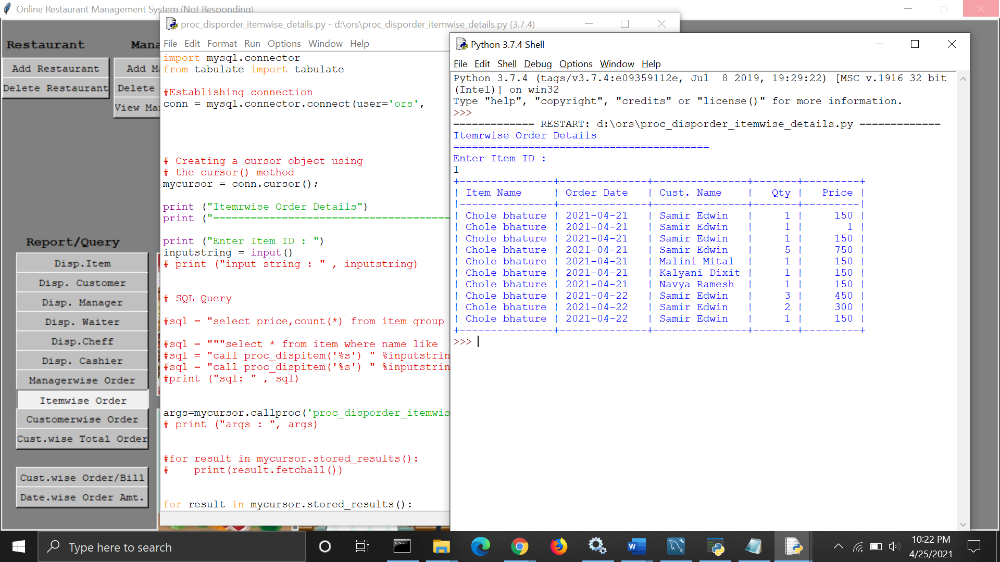 Online Restaurant Management System (Not Responding)
Restaurant
Add Restaurant
Delete Restaurant
Mana
Add Ma
Delete
View Man
Report/Query
Disp.Item
Disp. Customer
Disp. Manager
Disp. Waiter
Disp.Cheff
Disp. Cashier
Managerwise Order
Itemwise Order
Customerwise Order
Cust.wise Total Order
Cust.wise Order/Bill
Date.wise Order Amt.
proc_disporder_itemwise_details.py - d:\ors\proc_disporder_itemwise_details.py (3.7.4)
File Edit Format Run Options Window Help
import mysql.connector
from tabulate import tabulate
#Establishing connection
conn = mysql.connector.connect(user='ors',
# Creating a cursor object using
# the cursor() method
mycursor = conn.cursor();
print ("Itemrwise Order Details")
print ("======================================
print ("Enter Item ID : ")
inputstring = input()
# print ("input string : " , inputstring)
# SQL Query
#sql = "select price,count(*) from item group
#sql = """select * from item where name like
#sql = "call proc_dispitem('%s') " %inputstrin
#sql = "call proc_dispitem('%s') " %inputstrin
#print ("sql: " , sql)
args=mycursor.callproc('proc_disporder_itemwis
# print ("args : ", args)
#for result in mycursor.stored_results():
#    print(result.fetchall())
for result in mycursor.stored_results():
Python 3.7.4 Shell
File Edit Shell Debug Options Window Help
Python 3.7.4 (tags/v3.7.4:e09359112e, Jul  8 2019, 19:29:22) [MSC v.1916 32 bit
(Intel)] on win32
Type "help", "copyright", "credits" or "license()" for more information.
>>>
============= RESTART: d:\ors\proc_disporder_itemwise_details.py =============
Itemrwise Order Details
=========================================
Enter Item ID :
1
+---------------+--------------+---------------+-------+---------+
| Item Name     | Order Date   | Cust. Name    |   Qty |   Price |
|---------------+--------------+---------------+-------+---------|
| Chole bhature | 2021-04-21   | Samir Edwin   |     1 |     150 |
| Chole bhature | 2021-04-21   | Samir Edwin   |     1 |       1 |
| Chole bhature | 2021-04-21   | Samir Edwin   |     1 |     150 |
| Chole bhature | 2021-04-21   | Samir Edwin   |     5 |     750 |
| Chole bhature | 2021-04-21   | Malini Mital  |     1 |     150 |
| Chole bhature | 2021-04-21   | Kalyani Dixit |     1 |     150 |
| Chole bhature | 2021-04-21   | Navya Ramesh  |     1 |     150 |
| Chole bhature | 2021-04-22   | Samir Edwin   |     3 |     450 |
| Chole bhature | 2021-04-22   | Samir Edwin   |     2 |     300 |
| Chole bhature | 2021-04-22   | Samir Edwin   |     1 |     150 |
+---------------+--------------+---------------+-------+---------+
>>>
Type here to search
10:22 PM
4/25/2021